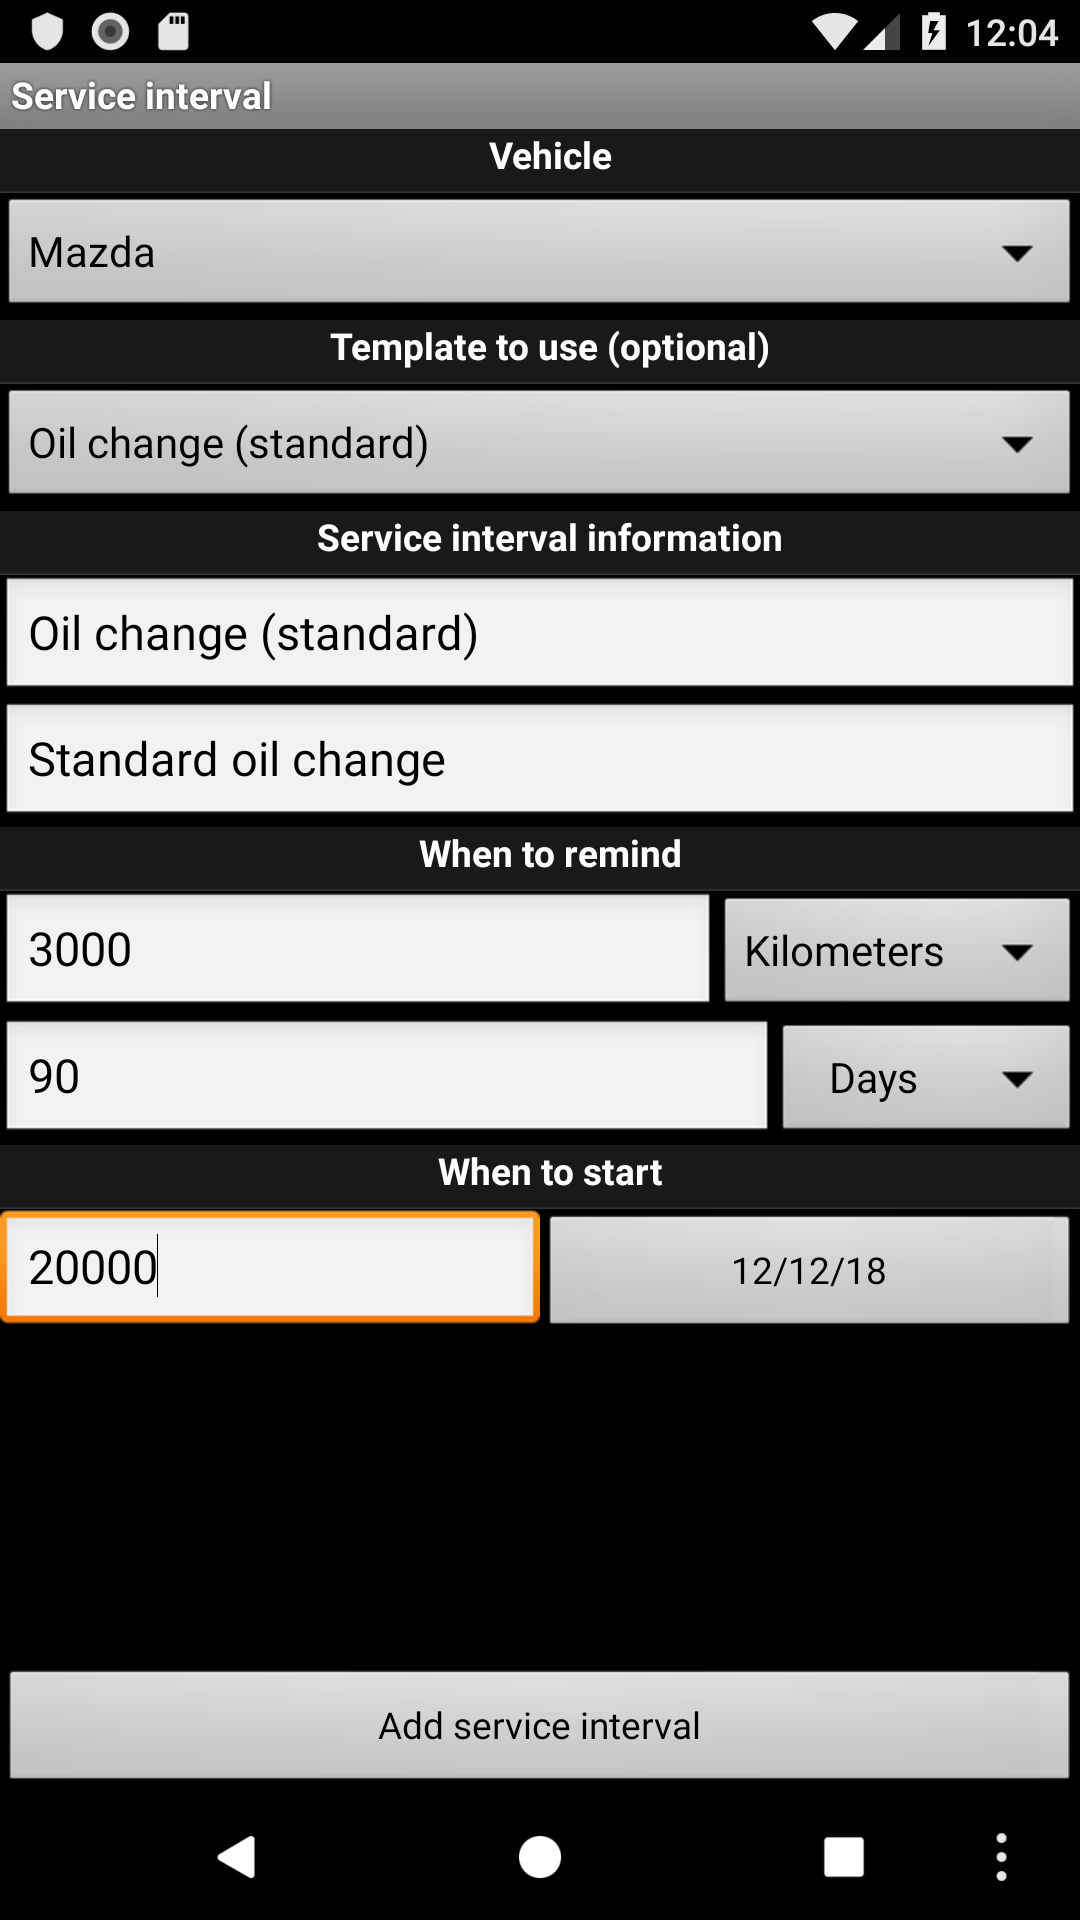 12:04
Service interval
Vehicle
Mazda
Template to use (optional)
Oil change (standard)
Service interval information
Oil change (standard)
Standard oil change
When to remind
3000 Kilometers
90 Days
When to start
20000 12/12/18
Add service interval